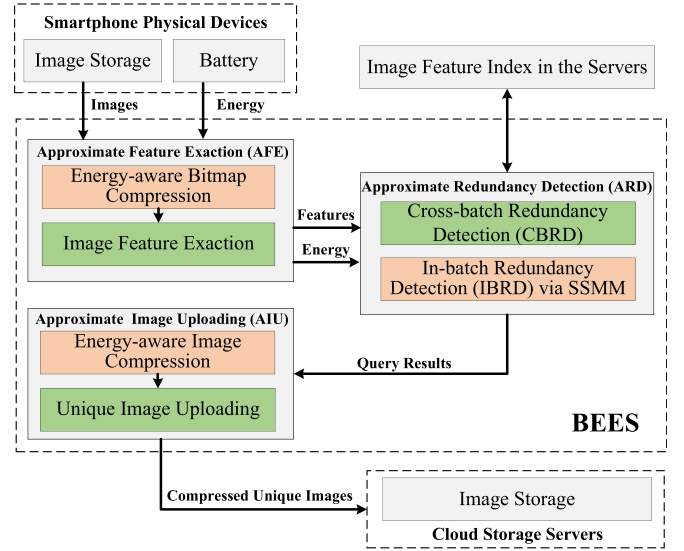 Smartphone Physical Devices
Image Storage
Battery
Image Feature Index in the Servers
Images
Energy
Approximate Feature Exaction (AFE)
Energy-aware Bitmap
Compression
Image Feature Exaction
Features
Energy
Approximate Redundancy Detection (ARD)
Cross-batch Redundancy
Detection (CBRD)
In-batch Redundancy
Detection (IBRD) via SSMM
Approximate Image Uploading (AIU)
Energy-aware Image
Compression
Unique Image Uploading
Query Results
BEES
Compressed Unique Images
Image Storage
Cloud Storage Servers